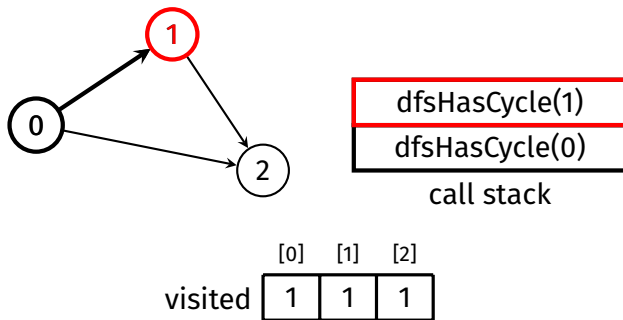 1
0
2
dfsHasCycle(1)
dfsHasCycle(0)
call stack
[0] [1] [2]
visited 1 1 1